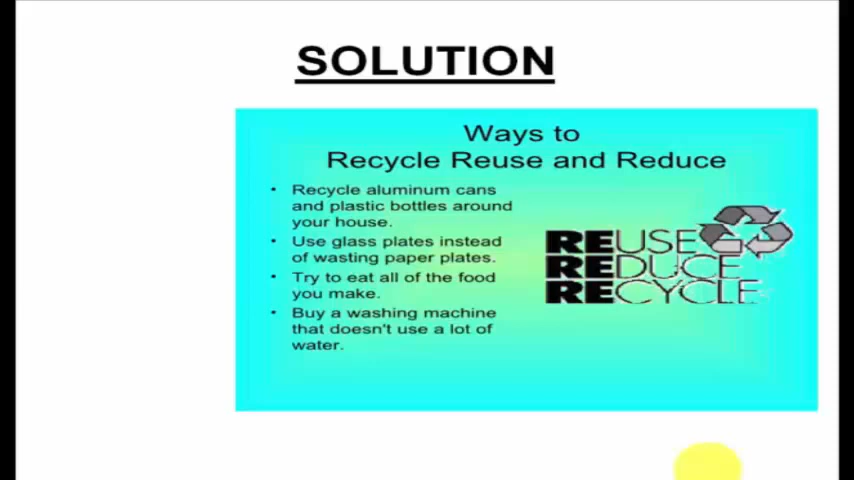 SOLUTION
Ways to
Recycle Reuse and Reduce
• Recycle aluminum cans
and plastic bottles around
your house.
• Use glass plates instead
of wasting paper plates.
• Try to eat all of the food
you make.
• Buy a washing machine
that doesn't use a lot of
water.
REUSE
REDUCE
RECYCLE